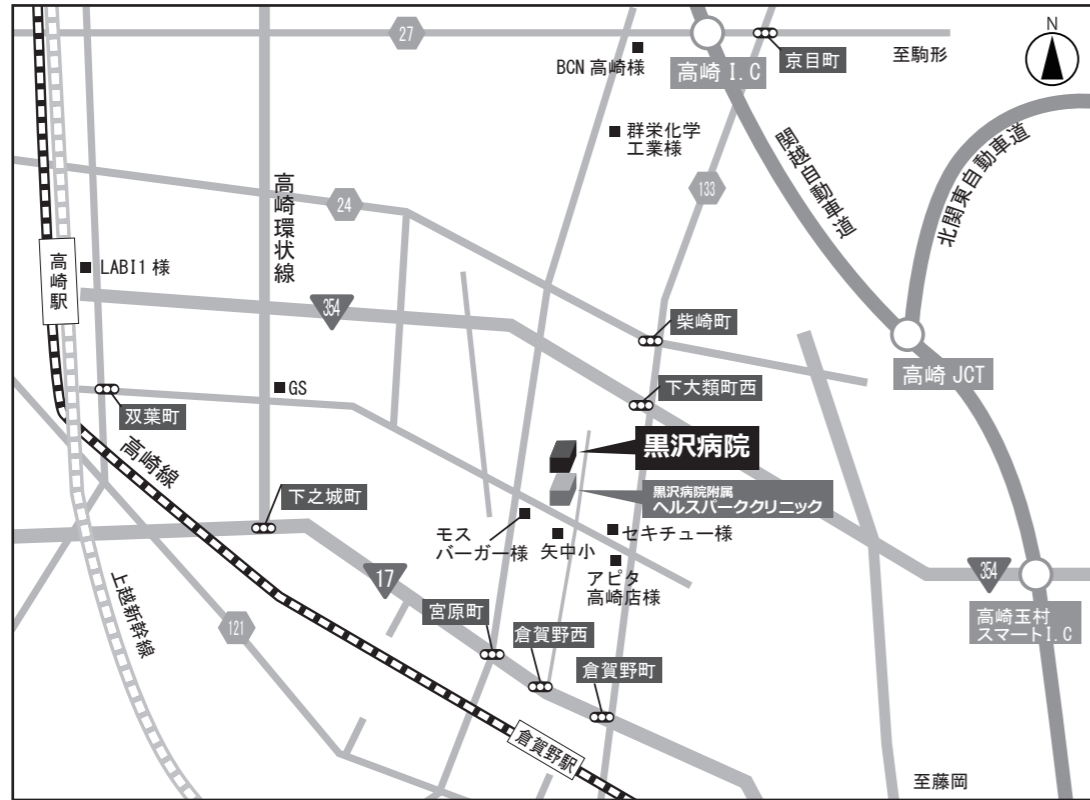 27
BCN 高崎様
高崎 I.C
京目町
至駒形
N
群栄化学
工業様
関越自動車道
北関東自動車道
133
24
高崎環状線
高崎駅
LABI1 様
354
柴崎町
高崎 JCT
下大類町西
GS
双葉町
高崎線
黒沢病院
黒沢病院附属
ヘルスパーククリニック
下之城町
モス
バーガー様
矢中小
セキチュー様
アピタ
高崎店様
17
354
上越新幹線
121
宮原町
倉賀野西
倉賀野町
高崎玉村
スマートI.C
倉賀野駅
至藤岡